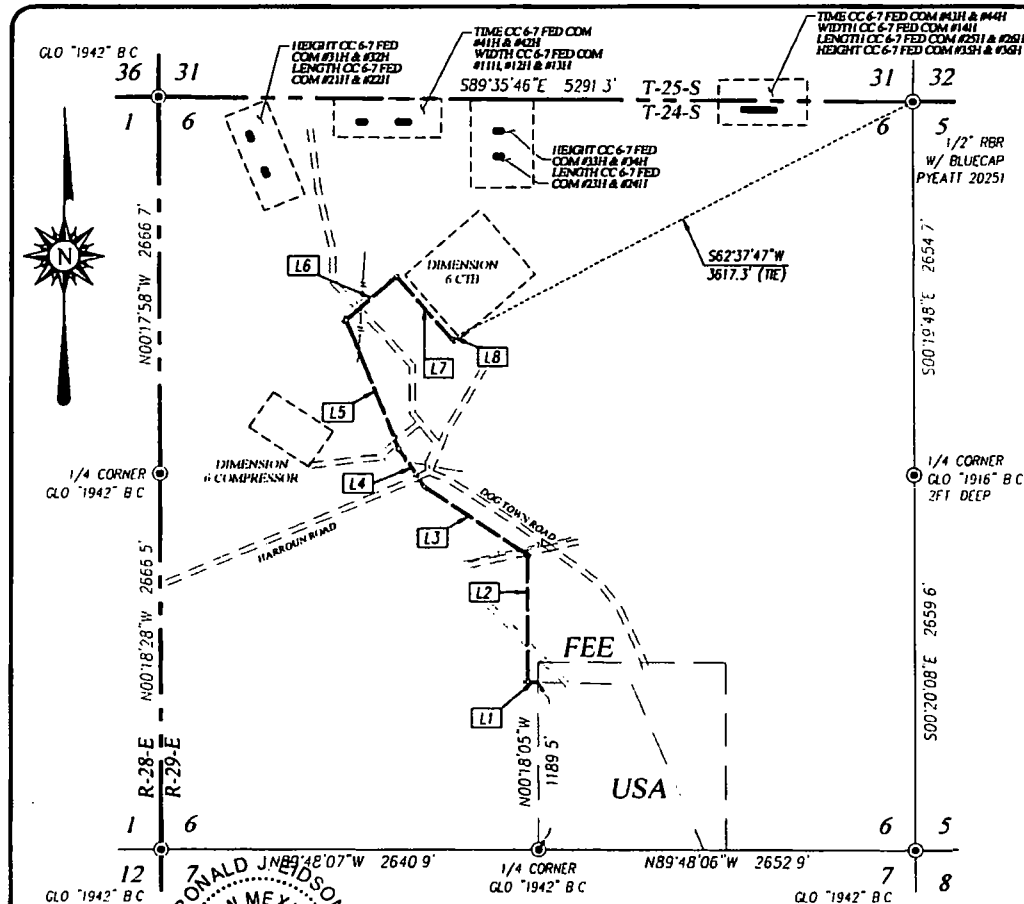 GLO "1942" B C
36 31
1 6
HEIGHT CC 6-7 FED
COM #31H & #32H
LENGTH CC 6-7 FED
COM #21H & #22H
TIME CC 6-7 FED COM
#41H & #42H
WIDTH CC 6-7 FED COM
#11H, #12H & #13H
TIME CC 6-7 FED COM #43H & #44H
WIDTH CC 6-7 FED COM #14H
LENGTH CC 6-7 FED COM #25H & #26H
HEIGHT CC 6-7 FED COM #35H & #36H
S89°35'46"E 5291 3'
T-25-S
T-24-S
31 32
6 5
1/2" RBR
W/ BLUECAP
PYEATT 20251
HEIGHT CC 6-7 FED
COM #33H & #34H
LENGTH CC 6-7 FED
COM #23H & #24H
N
N00°17'58"W 2666 7'
S62°37'47"W
3617.3' (TIE)
S00°19'48"E 2654 7'
DIMENSION
6 CTB
L6
L7
L8
L5
DIMENSION
6 COMPRESSOR
L4
1/4 CORNER
GLO "1942" B C
1/4 CORNER
GLO "1916" B C
2FT DEEP
HARROUN ROAD
DOG TOWN ROAD
L3
L2
N00°18'28"W 2666 5'
S00°20'08"E 2659 6'
FEE
L1
N00°18'05"W
1189 5'
USA
R-28-E
R-29-E
1 6
6 5
N89°48'07"W 2640 9'
1/4 CORNER
GLO "1942" B C
N89°48'06"W 2652 9'
12 7
GLO "1942" B C
7 8
GLO "1942" B C
RONALD J. EIDSON